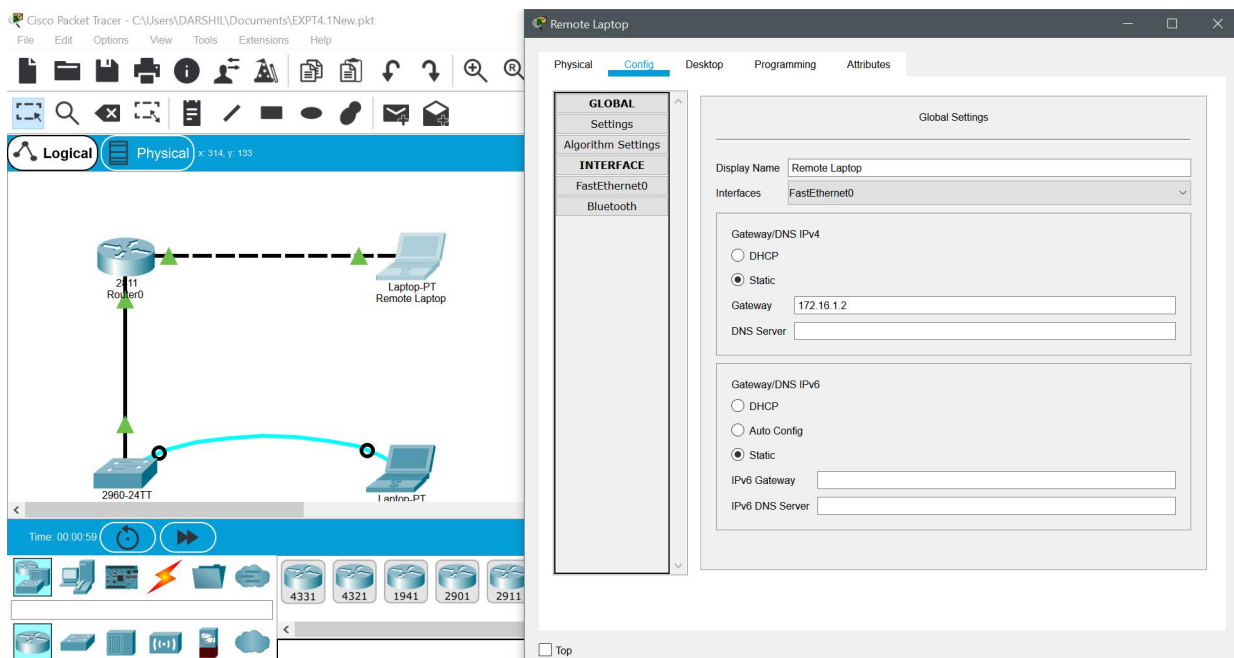 Cisco Packet Tracer - C:\Users\DARSHIL\Documents\EXPT4.1New.pkt
File Edit Options View Tools Extensions Help
Logical Physical x: 314, y: 133
2811
Router0
Laptop-PT
Remote Laptop
2960-24TT
Laptop-PT
Time: 00:00:59
4331 4321 1941 2901 2911
Remote Laptop
Physical Config Desktop Programming Attributes
GLOBAL
Settings
Algorithm Settings
INTERFACE
FastEthernet0
Bluetooth
Global Settings
Display Name Remote Laptop
Interfaces FastEthernet0
Gateway/DNS IPv4
DHCP
Static
Gateway 172.16.1.2
DNS Server
Gateway/DNS IPv6
DHCP
Auto Config
Static
IPv6 Gateway
IPv6 DNS Server
Top